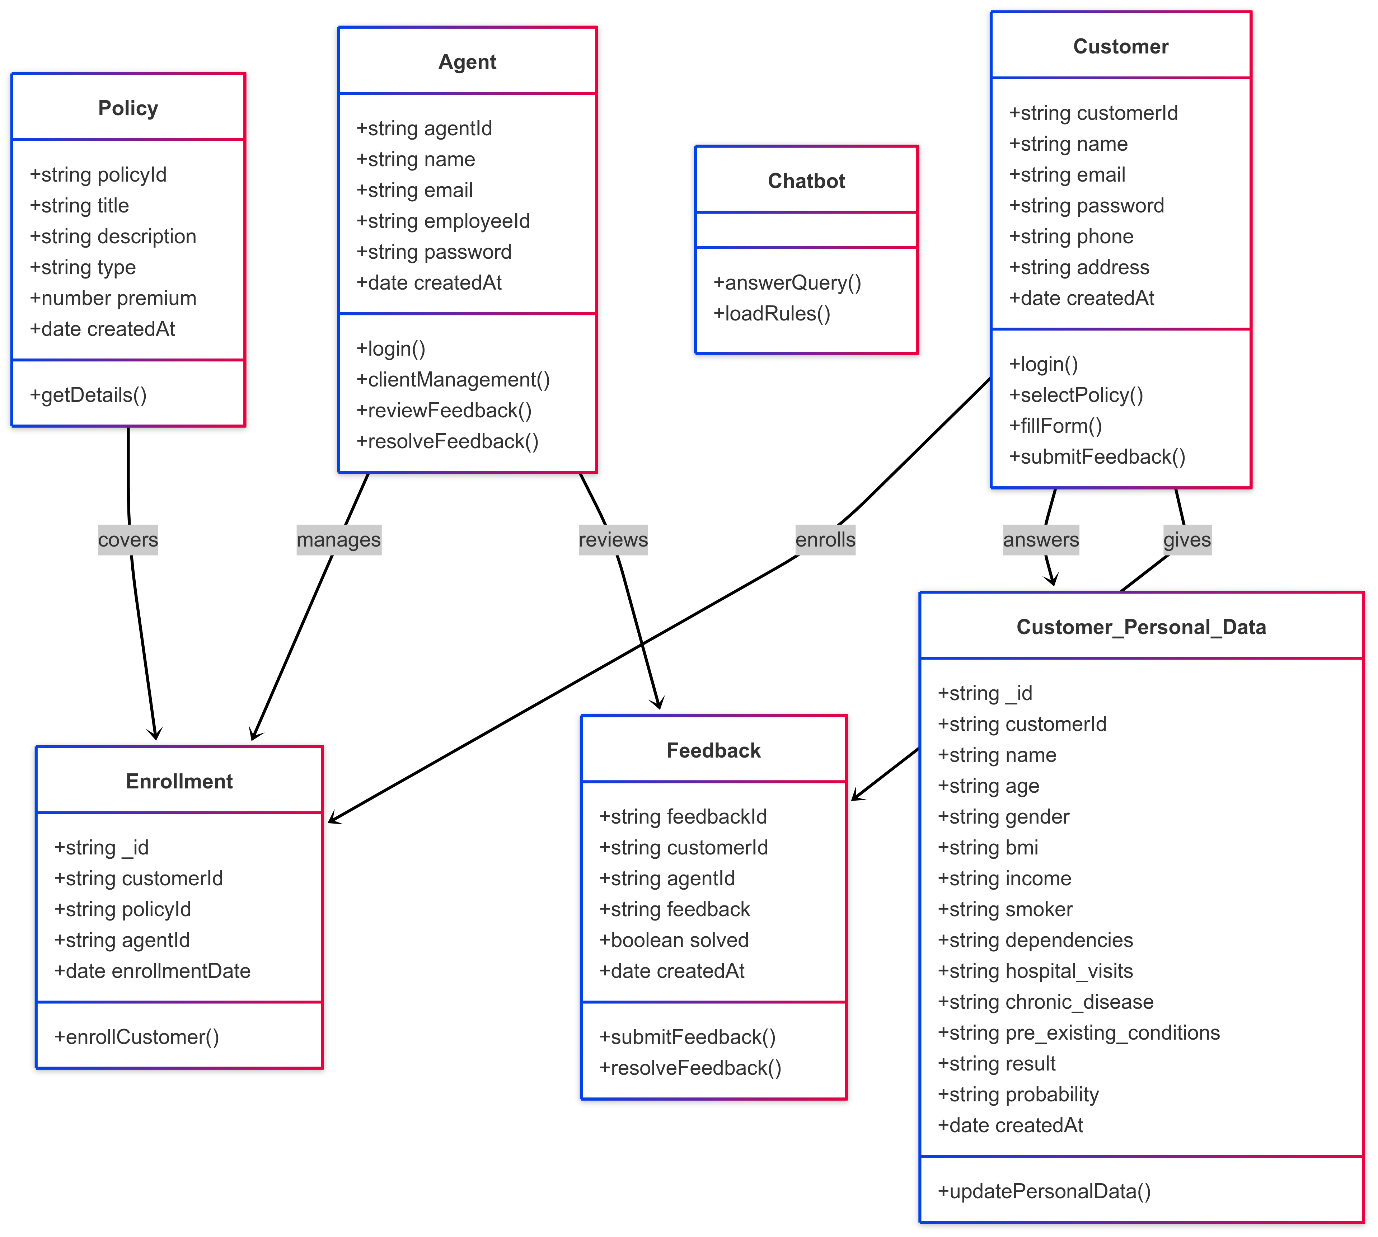 Policy
+string policyId
+string title
+string description
+string type
+number premium
+date createdAt
+getDetails()
Agent
+string agentId
+string name
+string email
+string employeeId
+string password
+date createdAt
+login()
+clientManagement()
+reviewFeedback()
+resolveFeedback()
Chatbot
+answerQuery()
+loadRules()
Customer
+string customerId
+string name
+string email
+string password
+string phone
+string address
+date createdAt
+login()
+selectPolicy()
+fillForm()
+submitFeedback()
covers
manages
reviews
enrolls
answers
gives
Enrollment
+string _id
+string customerId
+string policyId
+string agentId
+date enrollmentDate
+enrollCustomer()
Feedback
+string feedbackId
+string customerId
+string agentId
+string feedback
+boolean solved
+date createdAt
+submitFeedback()
+resolveFeedback()
Customer_Personal_Data
+string _id
+string customerId
+string name
+string age
+string gender
+string bmi
+string income
+string smoker
+string dependencies
+string hospital_visits
+string chronic_disease
+string pre_existing_conditions
+string result
+string probability
+date createdAt
+updatePersonalData()